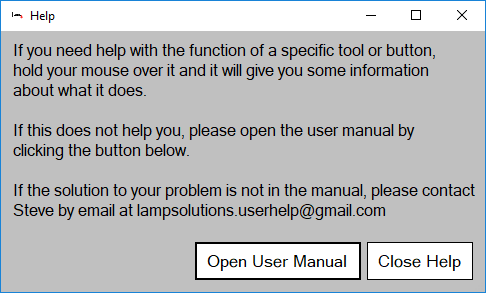 Help
If you need help with the function of a specific tool or button,
hold your mouse over it and it will give you some information
about what it does.
If this does not help you, please open the user manual by
clicking the button below.
If the solution to your problem is not in the manual, please contact
Steve by email at lampsolutions.userhelp@gmail.com
Open User Manual
Close Help